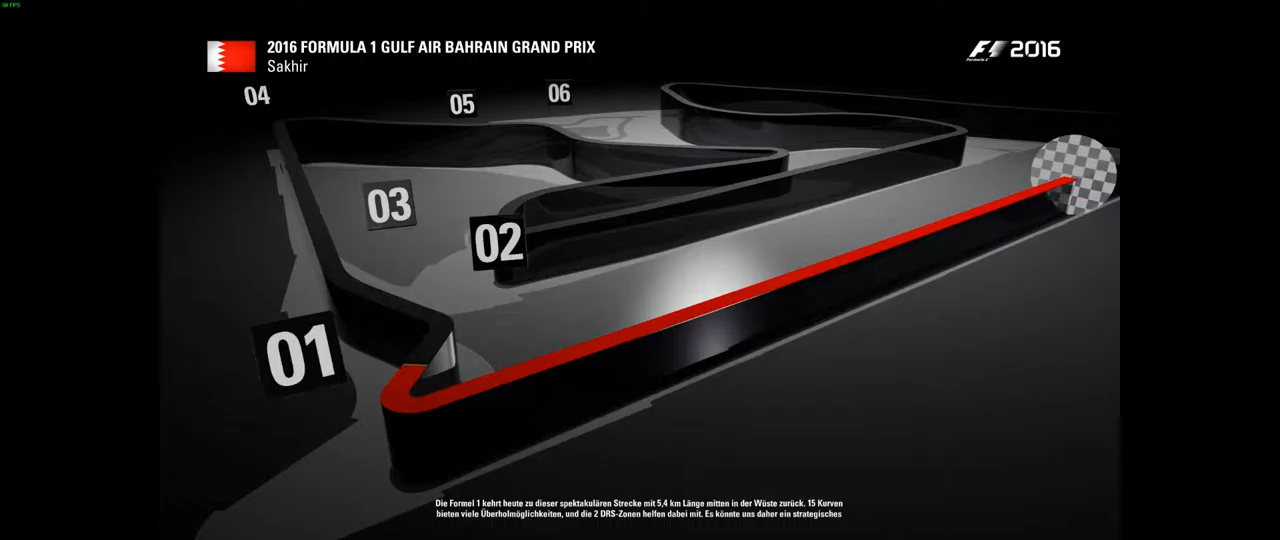 50 FPS
2016 FORMULA 1 GULF AIR BAHRAIN GRAND PRIX
Sakhir
F1 2016
Formula 1
04
05
06
03
02
01
Die Formel 1 kehrt heute zu dieser spektakulären Strecke mit 5,4 km Länge mitten in der Wüste zurück. 15 Kurven
bieten viele Überholmöglichkeiten, und die 2 DRS-Zonen helfen dabei mit. Es könnte uns daher ein strategisches